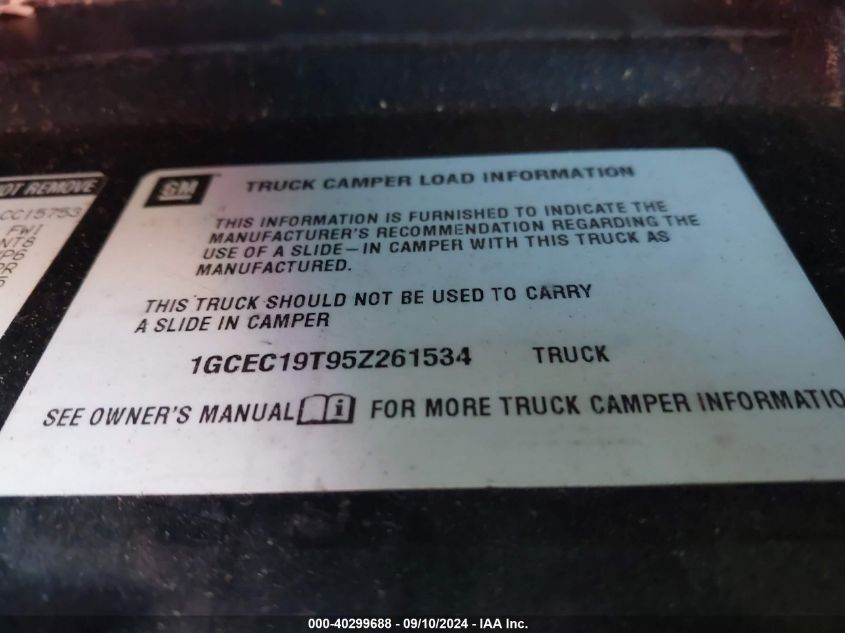 OT REMOVE
CC15753
FWI
NT8
P6
GM
TRUCK CAMPER LOAD INFORMATION
THIS INFORMATION IS FURNISHED TO INDICATE THE
MANUFACTURER'S RECOMMENDATION REGARDING THE
USE OF A SLIDE-IN CAMPER WITH THIS TRUCK AS
MANUFACTURED.
THIS TRUCK SHOULD NOT BE USED TO CARRY
A SLIDE IN CAMPER
1GCEC19T95Z261534 TRUCK
SEE OWNER'S MANUAL i FOR MORE TRUCK CAMPER INFORMATIO
000-40299688 - 09/10/2024 - IAA Inc.